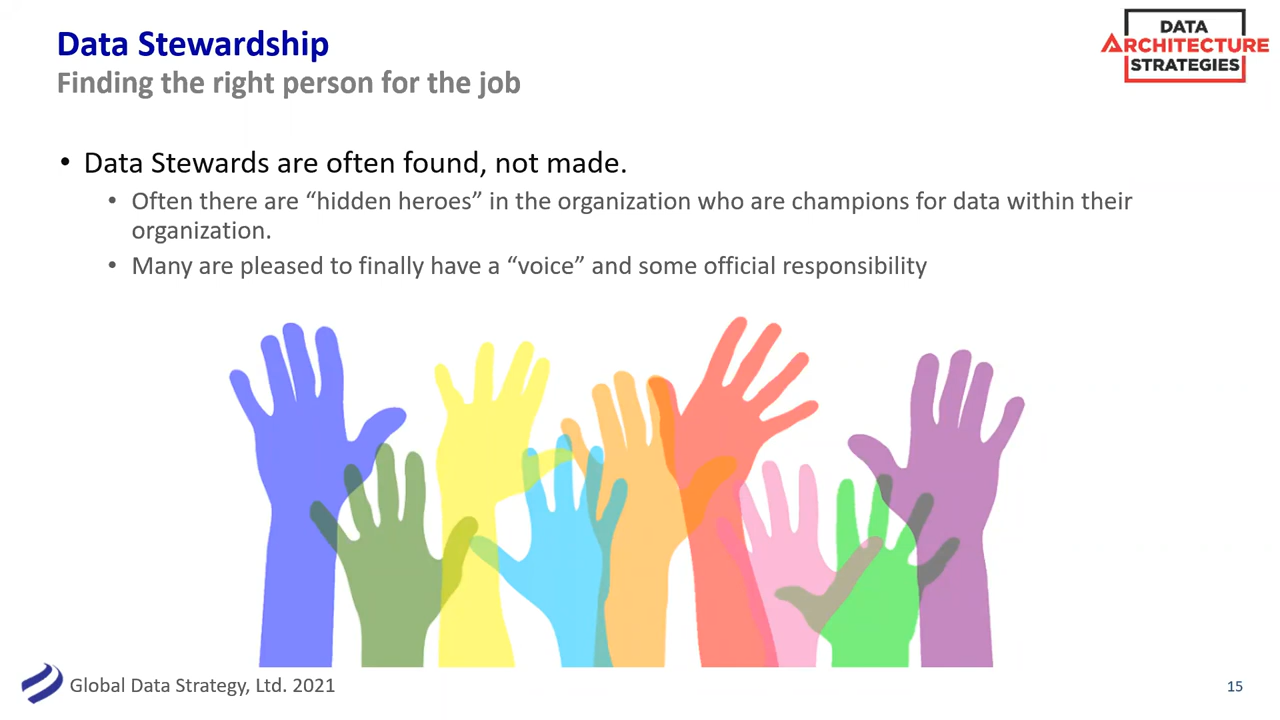 Data Stewardship
Finding the right person for the job
DATA
ARCHITECTURE
STRATEGIES
• Data Stewards are often found, not made.
• Often there are “hidden heroes” in the organization who are champions for data within their
organization.
• Many are pleased to finally have a “voice” and some official responsibility
Global Data Strategy, Ltd. 2021
15